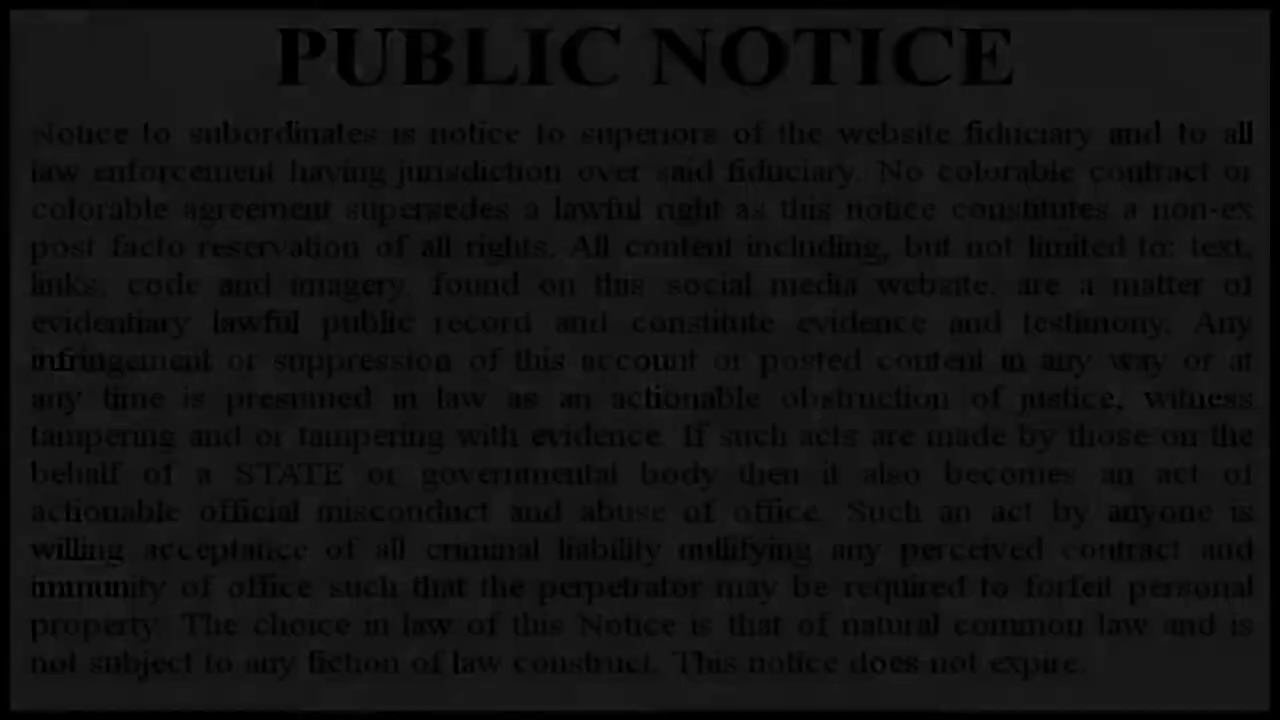 PUBLIC NOTICE
Notice to subordinates is notice to superiors of the website fiduciary and to all
law enforcement having jurisdiction over said fiduciary. No colorable contract or
colorable agreement supersedes a lawful right as this notice constitutes a non-ex
post facto reservation of all rights. All content including, but not limited to: text,
links, code and imagery, found on this social media website, are a matter of
evidentiary lawful public record and constitute evidence and testimony. Any
infringement or suppression of this account or posted content in any way or at
any time is presumed in law as an actionable obstruction of justice, witness
tampering and or tampering with evidence. If such acts are made by those on the
behalf of a STATE or governmental body then it also becomes an act of
actionable official misconduct and abuse of office. Such an act by anyone is
willing acceptance of all criminal liability nullifying any perceived contract and
immunity of office such that the perpetrator may be required to forfeit personal
property. The choice in law of this Notice is that of natural common law and is
not subject to any fiction of law construct. This notice does not expire.